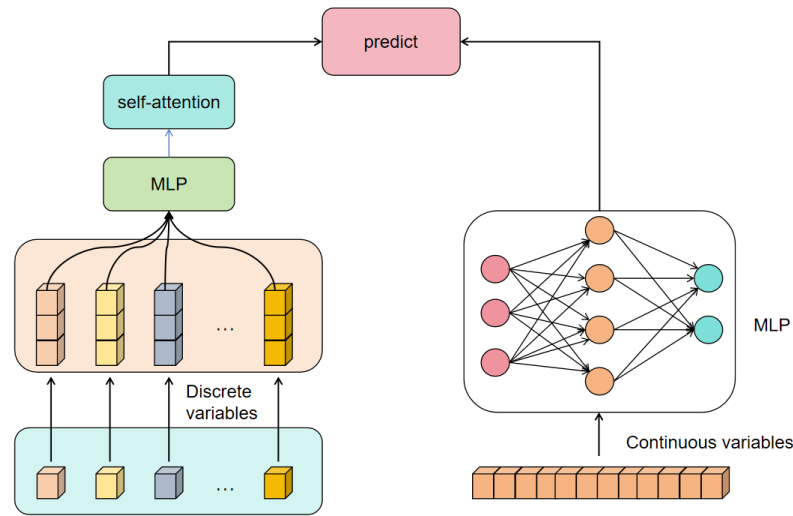 predict
self-attention
MLP
...
Discrete
variables
...
MLP
Continuous variables